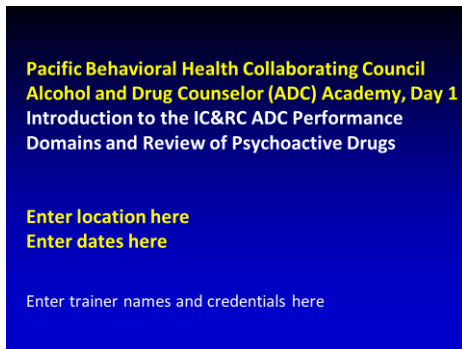 Pacific Behavioral Health Collaborating Council
Alcohol and Drug Counselor (ADC) Academy, Day 1
Introduction to the IC&RC ADC Performance
Domains and Review of Psychoactive Drugs
Enter location here
Enter dates here
Enter trainer names and credentials here